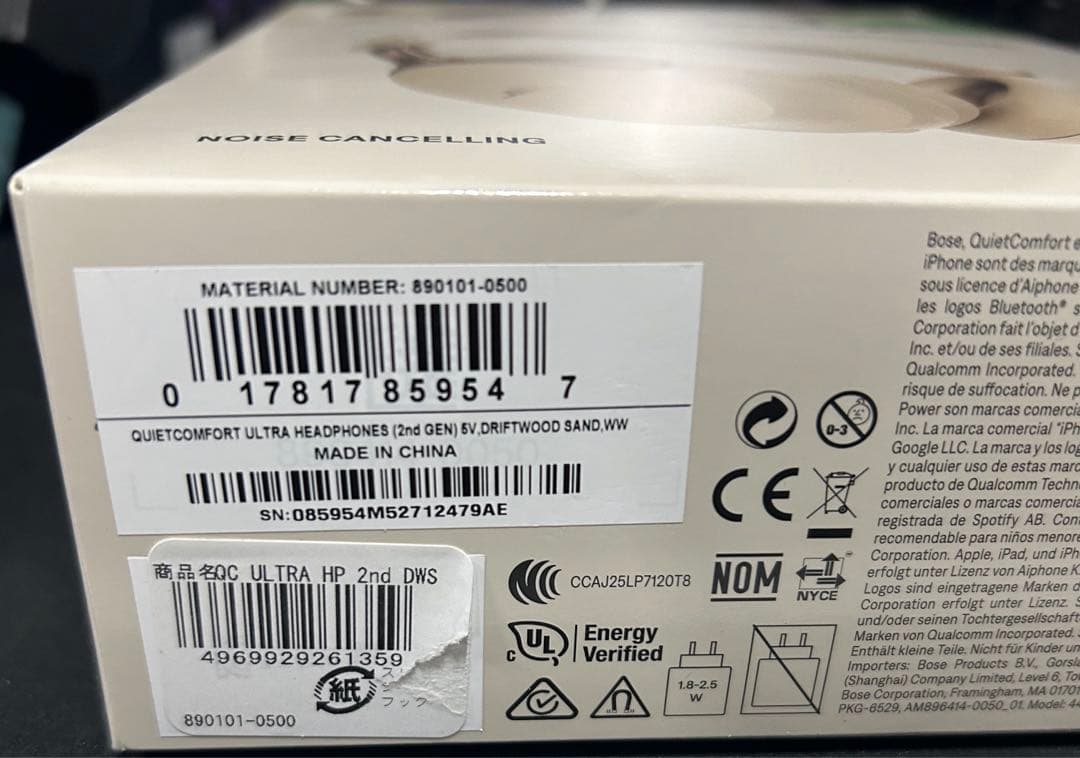 NOISE CANCELLING
MATERIAL NUMBER: 890101-0500
0 17817 85954 7
QUIETCOMFORT ULTRA HEADPHONES (2nd GEN) 5V,DRIFTWOOD SAND,WW
MADE IN CHINA
SN:085954M52712479AE
商品名QC ULTRA HP 2nd DWS
4969929261359
紙
890101-0500
0-3
CE
CCAJ25LP7120T8
NOM
NYCE
c UL Energy
Verified
1.8-2.5
W
Bose, QuietComfort e
iPhone sont des marqu
sous licence d'Aiphone
les logos Bluetooth® s
Corporation fait l'objet d
Inc. et/ou de ses filiales. S
Qualcomm Incorporated.
risque de suffocation. Ne p
Power son marcas comercia
Inc. La marca comercial "iPh
Google LLC. La marca y los log
y cualquier uso de estas marc
producto de Qualcomm Techn
comerciales o marcas comercia
registrada de Spotify AB. Con
recomendable para niños menore
Corporation. Apple, iPad, und iPh
erfolgt unter Lizenz von Aiphone K
Logos sind eingetragene Marken d
Corporation erfolgt unter Lizenz. S
und/oder seinen Tochtergesellschaft
Marken von Qualcomm Incorporated.
Enthält kleine Teile. Nicht für Kinder un
Importers: Bose Products B.V., Gorsla
(Shanghai) Company Limited, Level 6, To
Bose Corporation, Framingham, MA 01701
PKG-6529, AM896414-0050_01. Model: 44